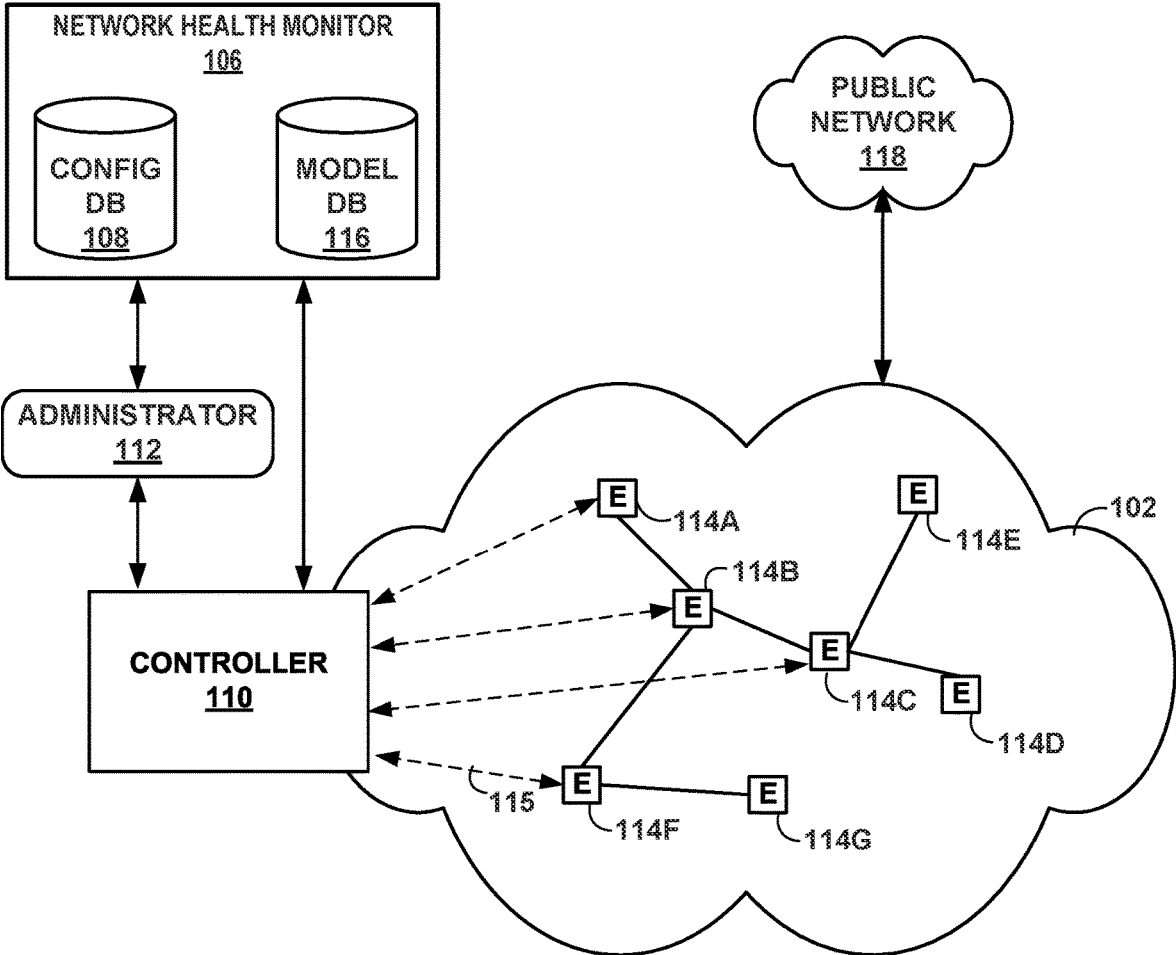 NETWORK HEALTH MONITOR
106
CONFIG
DB
108
MODEL
DB
116
PUBLIC
NETWORK
118
ADMINISTRATOR
112
CONTROLLER
110
E
114A
E
114B
E
114C
E
114D
E
114E
E
114F
E
114G
115
102